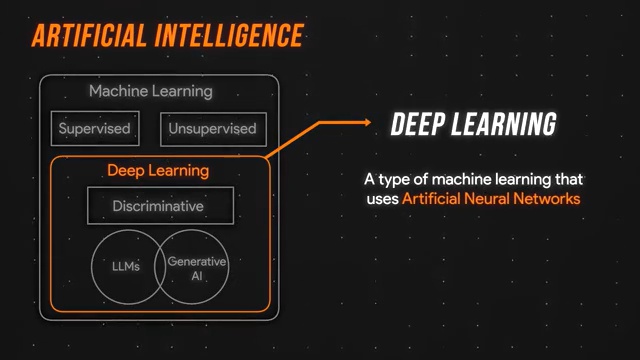 ARTIFICIAL INTELLIGENCE
Machine Learning
Supervised
Unsupervised
Deep Learning
Discriminative
LLMs
Generative
AI
DEEP LEARNING
A type of machine learning that
uses Artificial Neural Networks